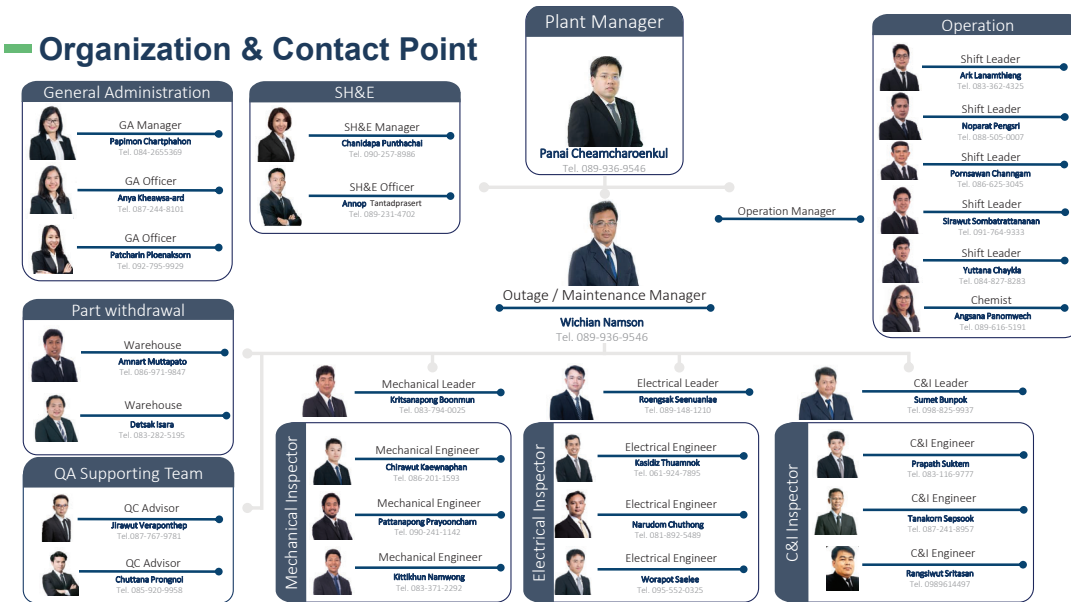 Organization & Contact Point
Plant Manager
Panai Cheamcharoenkul
Tel. 089-936-9546
General Administration
GA Manager
Papimon Chartphahon
Tel. 084-2655369
GA Officer
Anya Kheawsa-ard
Tel. 087-244-8101
GA Officer
Patcharin Ploenaksorn
Tel. 092-795-9929
SH&E
SH&E Manager
Chanidapa Punthachai
Tel. 090-257-8986
SH&E Officer
Annop Tantadprasert
Tel. 089-231-4702
Operation Manager
Operation
Shift Leader
Ark Lanamthieng
Tel. 083-362-4325
Shift Leader
Noparat Pengsri
Tel. 088-505-0007
Shift Leader
Pornsawan Channgam
Tel. 086-625-3045
Shift Leader
Sirawut Sombatrattananan
Tel. 091-764-9333
Shift Leader
Yuttana Chaykla
Tel. 084-827-8283
Chemist
Angsana Panomwech
Tel. 089-616-5191
Outage / Maintenance Manager
Wichian Namson
Tel. 089-936-9546
Part withdrawal
Warehouse
Amnart Muttapato
Tel. 086-971-9847
Warehouse
Detsak Isara
Tel. 083-282-5195
QA Supporting Team
QC Advisor
Jirawut Veraponthep
Tel.087-767-9781
QC Advisor
Chuttana Prongnoi
Tel. 085-920-9958
Mechanical Leader
Kritsanapong Boonmun
Tel. 083-794-0025
Mechanical Inspector
Mechanical Engineer
Chirawut Kaewnaphan
Tel. 086-201-1593
Mechanical Engineer
Pattanapong Prayooncham
Tel. 090-241-1142
Mechanical Engineer
Kittikhun Namwong
Tel. 083-371-2292
Electrical Leader
Roengsak Seenuanlae
Tel. 089-148-1210
Electrical Inspector
Electrical Engineer
Kasidiz Thuamnok
Tel. 061-924-7895
Electrical Engineer
Narudom Chuthong
Tel. 081-892-5489
Electrical Engineer
Worapot Saelee
Tel. 095-552-0325
C&I Leader
Sumet Bunpok
Tel. 098-825-9937
C&I Inspector
C&I Engineer
Prapath Suktern
Tel. 083-116-9777
C&I Engineer
Tanakorn Sepsook
Tel. 087-241-8957
C&I Engineer
Rangsiwut Sritasan
Tel. 0989614497